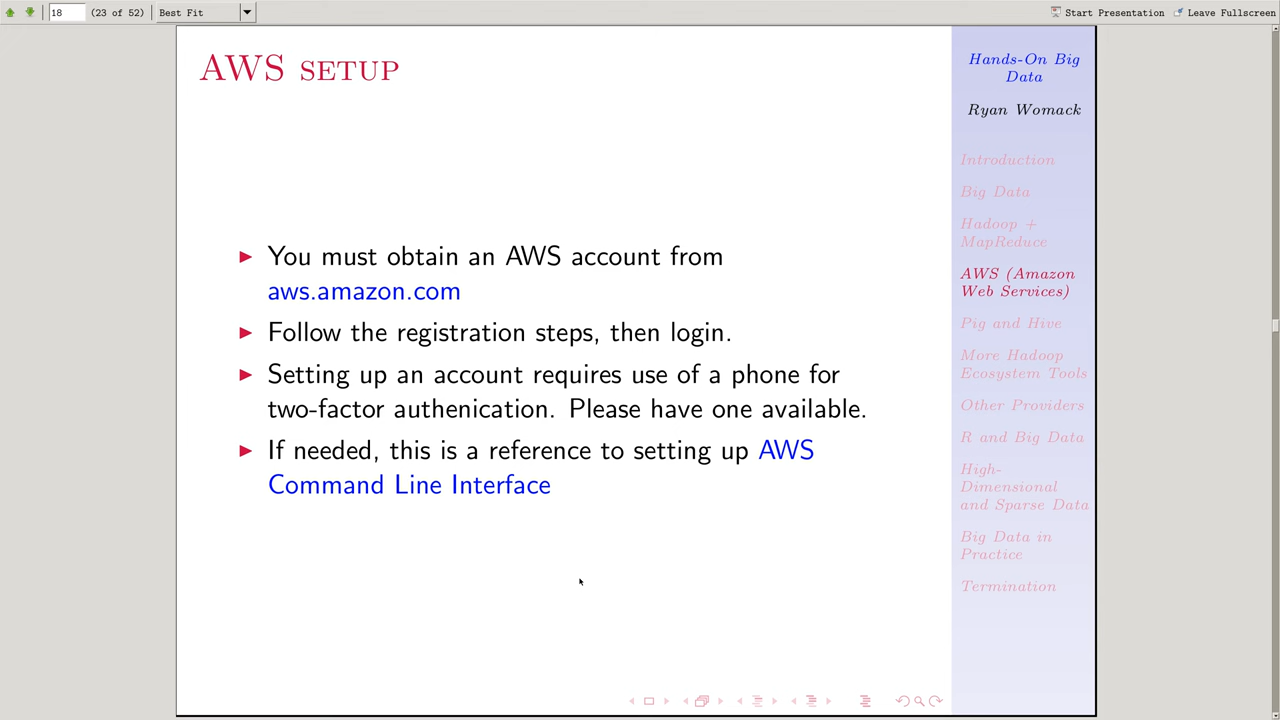 18 (23 of 52) Best Fit Start Presentation Leave Fullscreen
AWS SETUP
You must obtain an AWS account from
aws.amazon.com
Follow the registration steps, then login.
Setting up an account requires use of a phone for
two-factor authenication. Please have one available.
If needed, this is a reference to setting up AWS
Command Line Interface
Hands-On Big
Data
Ryan Womack
Introduction
Big Data
Hadoop +
MapReduce
AWS (Amazon
Web Services)
Pig and Hive
More Hadoop
Ecosystem Tools
Other Providers
R and Big Data
High-
Dimensional
and Sparse Data
Big Data in
Practice
Termination